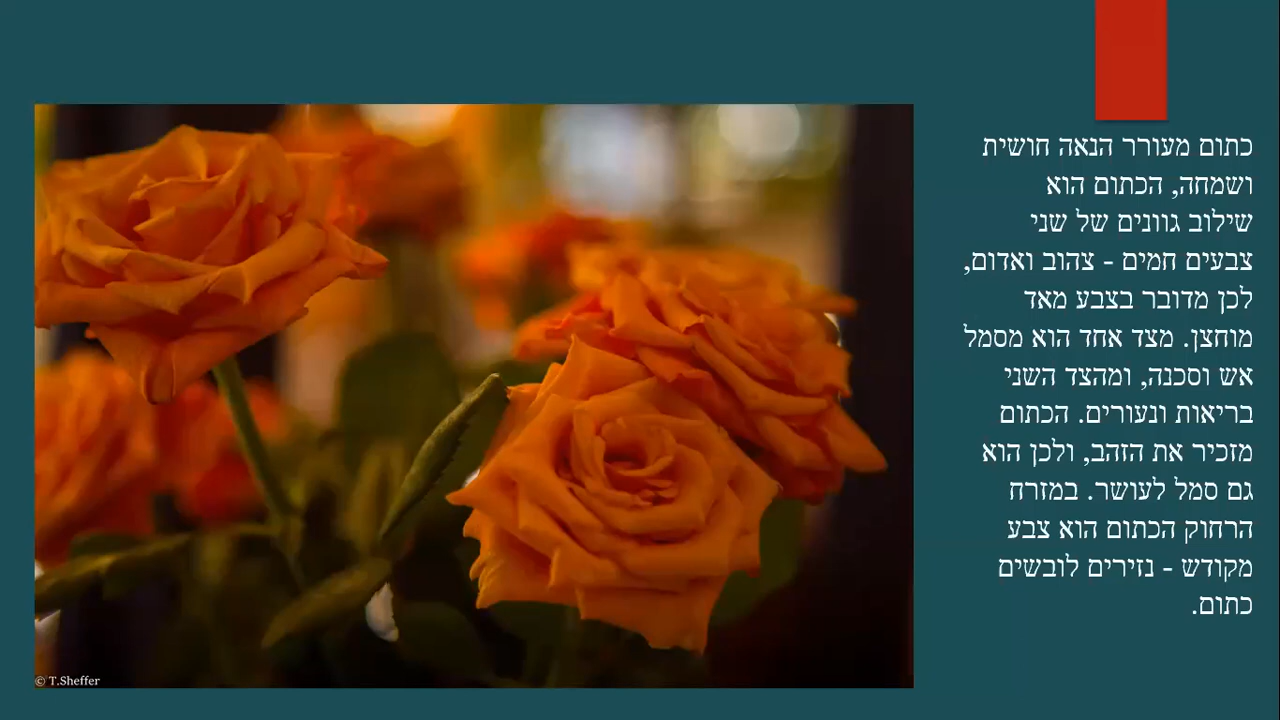 כתום מעורר הנאה חושית
ושמחה, הכתום הוא
שילוב גוונים של שני
צבעים חמים - צהוב ואדום,
לכן מדובר בצבע מאד
מוחצן. מצד אחד הוא מסמל
אש וסכנה, ומהצד השני
בריאות ונעורים. הכתום
מזכיר את הזהב, ולכן הוא
גם סמל לעושר. במזרח
הרחוק הכתום הוא צבע
מקודש - נזירים לובשים
כתום.
© T.Sheffer